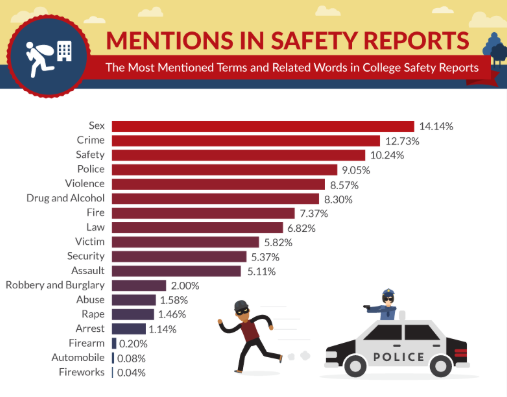 MENTIONS IN SAFETY REPORTS
The Most Mentioned Terms and Related Words in College Safety Reports
Sex 14.14%
Crime 12.73%
Safety 10.24%
Police 9.05%
Violence 8.57%
Drug and Alcohol 8.30%
Fire 7.37%
Law 6.82%
Victim 5.82%
Security 5.37%
Assault 5.11%
Robbery and Burglary 2.00%
Abuse 1.58%
Rape 1.46%
Arrest 1.14%
Firearm 0.20%
Automobile 0.08%
Fireworks 0.04%
POLICE